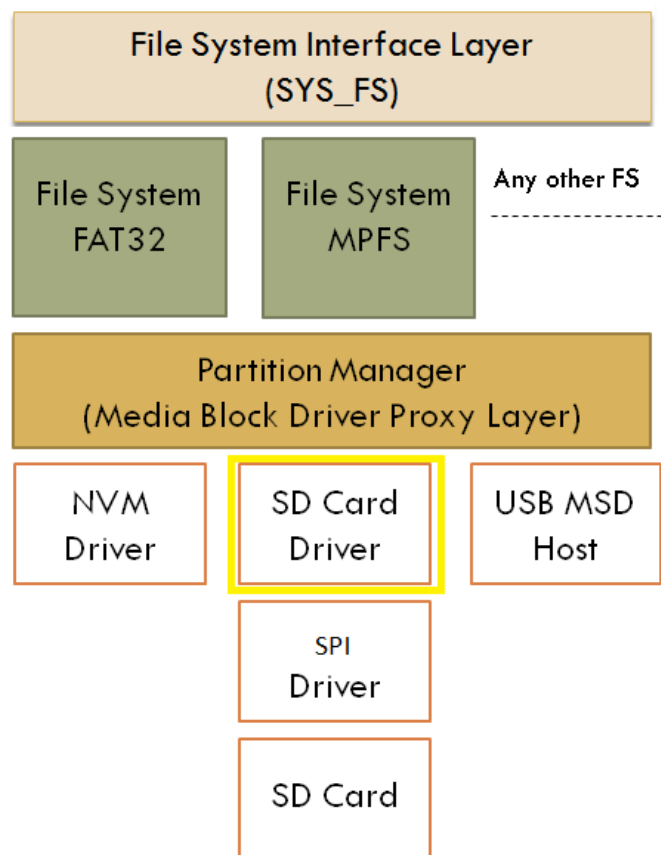 File System Interface Layer
(SYS_FS)
File System
FAT32
File System
MPFS
Any other FS
Partition Manager
(Media Block Driver Proxy Layer)
NVM
Driver
SD Card
Driver
USB MSD
Host
SPI
Driver
SD Card